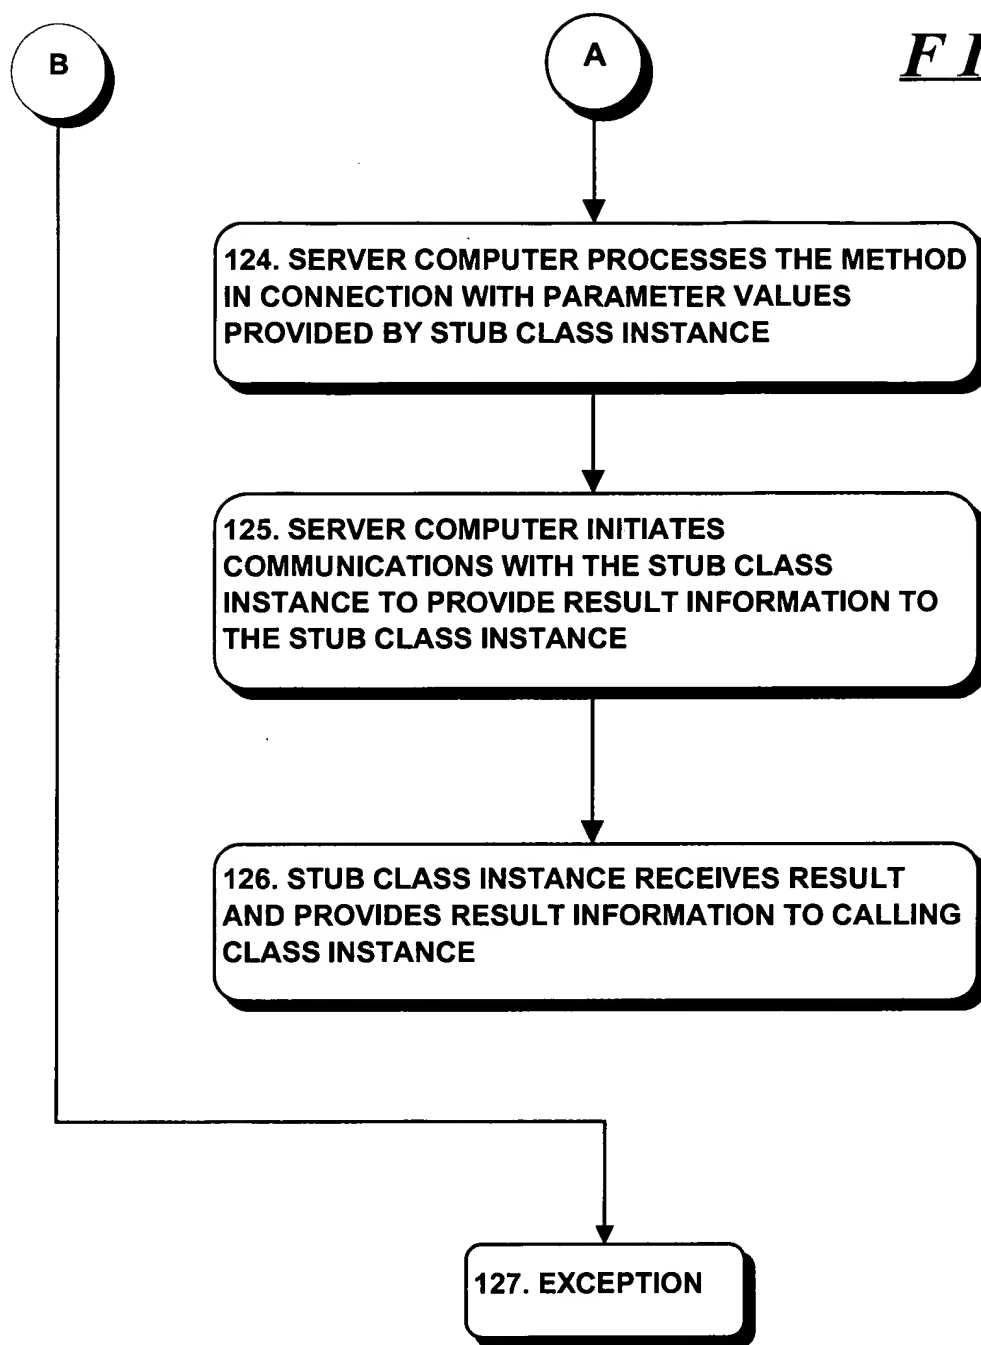 B
A
F I
124. SERVER COMPUTER PROCESSES THE METHOD
IN CONNECTION WITH PARAMETER VALUES
PROVIDED BY STUB CLASS INSTANCE
125. SERVER COMPUTER INITIATES
COMMUNICATIONS WITH THE STUB CLASS
INSTANCE TO PROVIDE RESULT INFORMATION TO
THE STUB CLASS INSTANCE
126. STUB CLASS INSTANCE RECEIVES RESULT
AND PROVIDES RESULT INFORMATION TO CALLING
CLASS INSTANCE
127. EXCEPTION